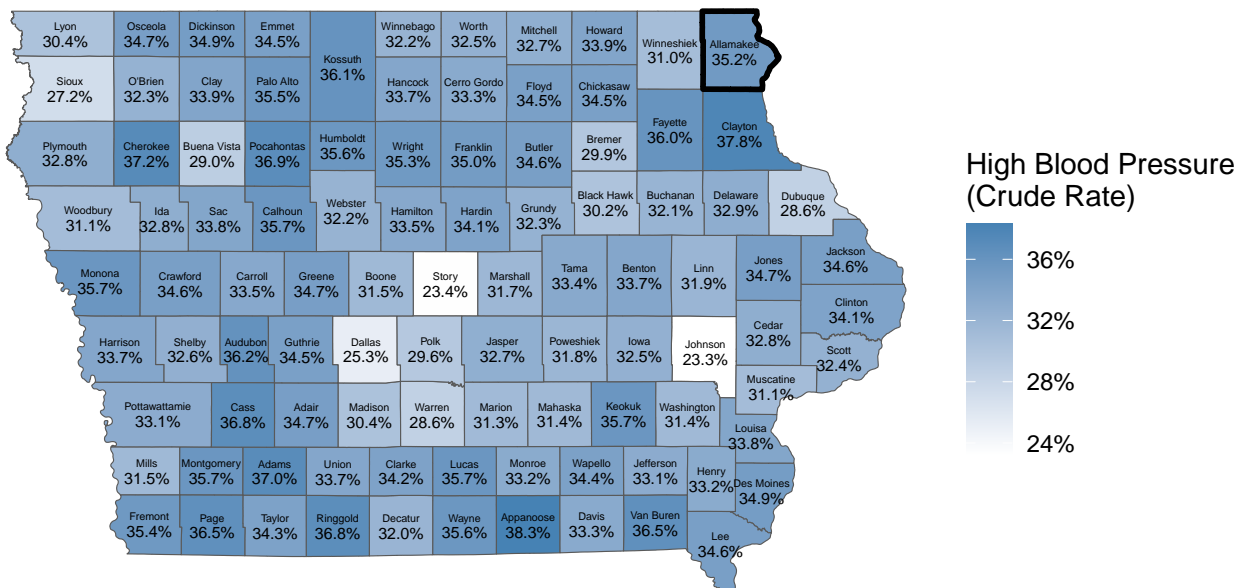 Lyon
30.4%
Osceola
34.7%
Dickinson
34.9%
Emmet
34.5%
Kossuth
36.1%
Winnebago
32.2%
Worth
32.5%
Mitchell
32.7%
Howard
33.9%
Winneshiek
31.0%
Allamakee
35.2%
Sioux
27.2%
O'Brien
32.3%
Clay
33.9%
Palo Alto
35.5%
Hancock
33.7%
Cerro Gordo
33.3%
Floyd
34.5%
Chickasaw
34.5%
Plymouth
32.8%
Cherokee
37.2%
Buena Vista
29.0%
Pocahontas
36.9%
Humboldt
35.6%
Wright
35.3%
Franklin
35.0%
Butler
34.6%
Bremer
29.9%
Fayette
36.0%
Clayton
37.8%
Woodbury
31.1%
Ida
32.8%
Sac
33.8%
Calhoun
35.7%
Webster
32.2%
Hamilton
33.5%
Hardin
34.1%
Grundy
32.3%
Black Hawk
30.2%
Buchanan
32.1%
Delaware
32.9%
Dubuque
28.6%
Monona
35.7%
Crawford
34.6%
Carroll
33.5%
Greene
34.7%
Boone
31.5%
Story
23.4%
Marshall
31.7%
Tama
33.4%
Benton
33.7%
Linn
31.9%
Jones
34.7%
Jackson
34.6%
Clinton
34.1%
Harrison
33.7%
Shelby
32.6%
Audubon
36.2%
Guthrie
34.5%
Dallas
25.3%
Polk
29.6%
Jasper
32.7%
Poweshiek
31.8%
Iowa
32.5%
Johnson
23.3%
Cedar
32.8%
Scott
32.4%
Muscatine
31.1%
Pottawattamie
33.1%
Cass
36.8%
Adair
34.7%
Madison
30.4%
Warren
28.6%
Marion
31.3%
Mahaska
31.4%
Keokuk
35.7%
Washington
31.4%
Louisa
33.8%
Mills
31.5%
Montgomery
35.7%
Adams
37.0%
Union
33.7%
Clarke
34.2%
Lucas
35.7%
Monroe
33.2%
Wapello
34.4%
Jefferson
33.1%
Henry
33.2%
Des Moines
34.9%
Fremont
35.4%
Page
36.5%
Taylor
34.3%
Ringgold
36.8%
Decatur
32.0%
Wayne
35.6%
Appanoose
38.3%
Davis
33.3%
Van Buren
36.5%
Lee
34.6%
High Blood Pressure
(Crude Rate)
36%
32%
28%
24%